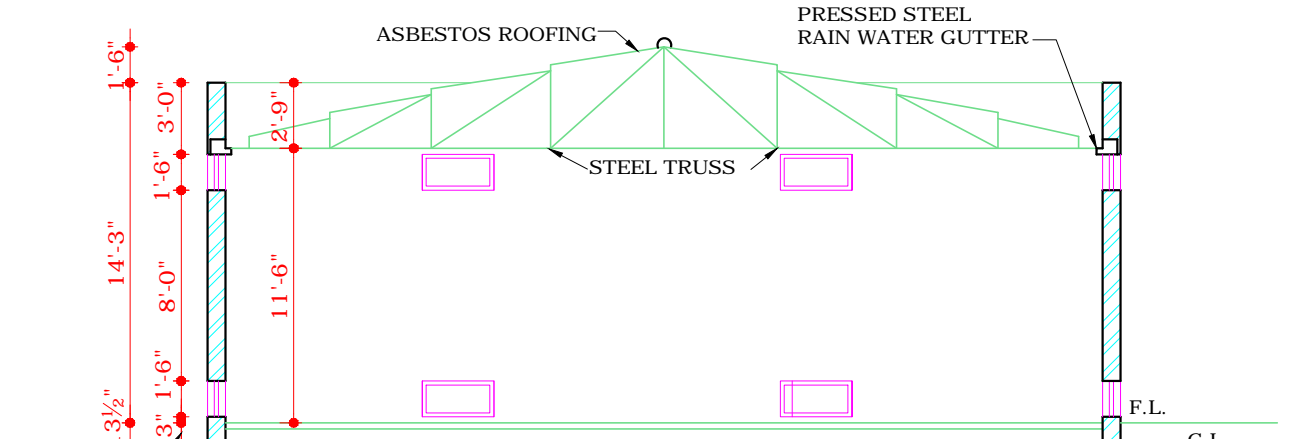 PRESSED STEEL
RAIN WATER GUTTER
ASBESTOS ROOFING
1'-6"
3'-0"
2'-9"
STEEL TRUSS
1'-6"
14'-3"
8'-0"
11'-6"
1'-6"
3½"
3"
F.L.